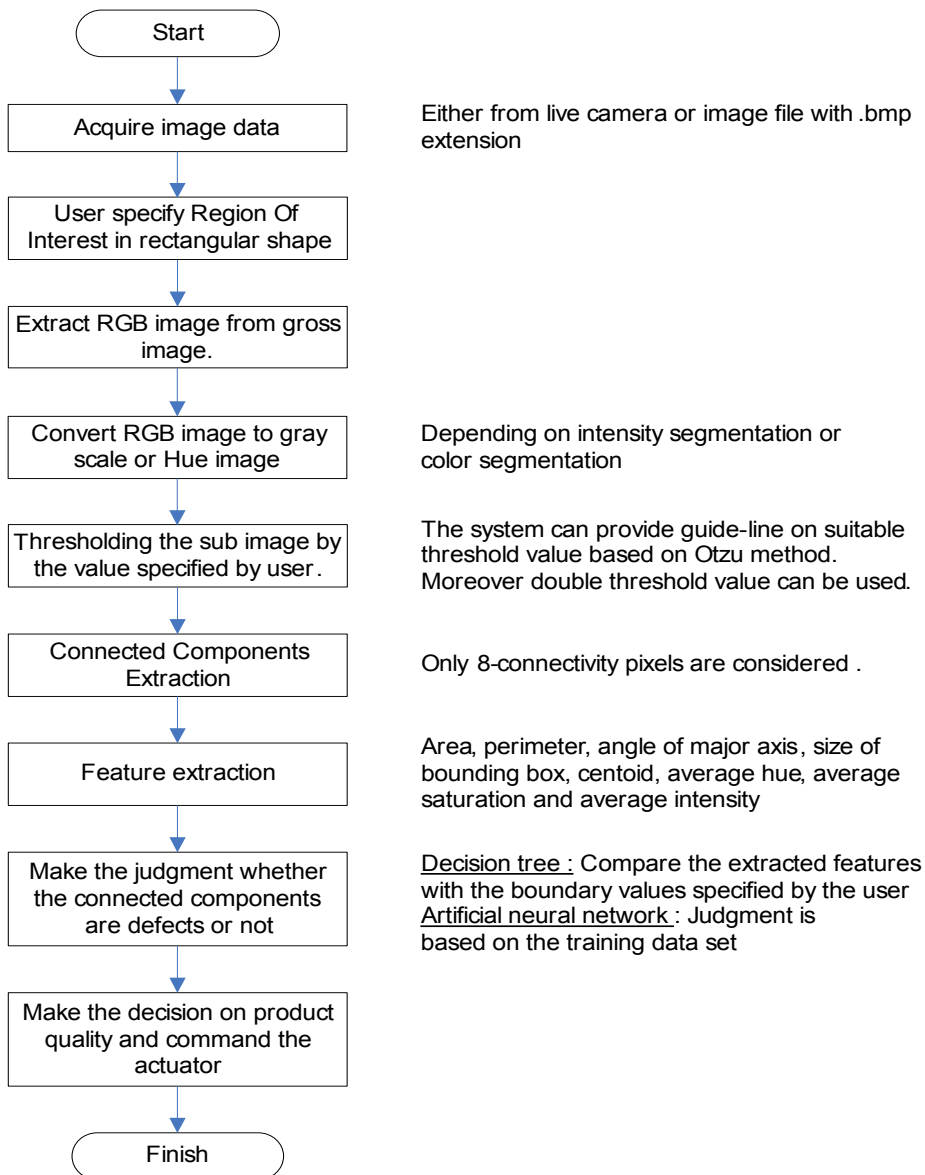 Start
Acquire image data
Either from live camera or image file with .bmp
extension
User specify Region Of
Interest in rectangular shape
Extract RGB image from gross
image.
Convert RGB image to gray
scale or Hue image
Depending on intensity segmentation or
color segmentation
Thresholding the sub image by
the value specified by user.
The system can provide guide-line on suitable
threshold value based on Otzu method.
Moreover double threshold value can be used.
Connected Components
Extraction
Only 8-connectivity pixels are considered .
Feature extraction
Area, perimeter, angle of major axis, size of
bounding box, centoid, average hue, average
saturation and average intensity
Make the judgment whether
the connected components
are defects or not
Decision tree : Compare the extracted features
with the boundary values specified by the user
Artificial neural network : Judgment is
based on the training data set
Make the decision on product
quality and command the
actuator
Finish